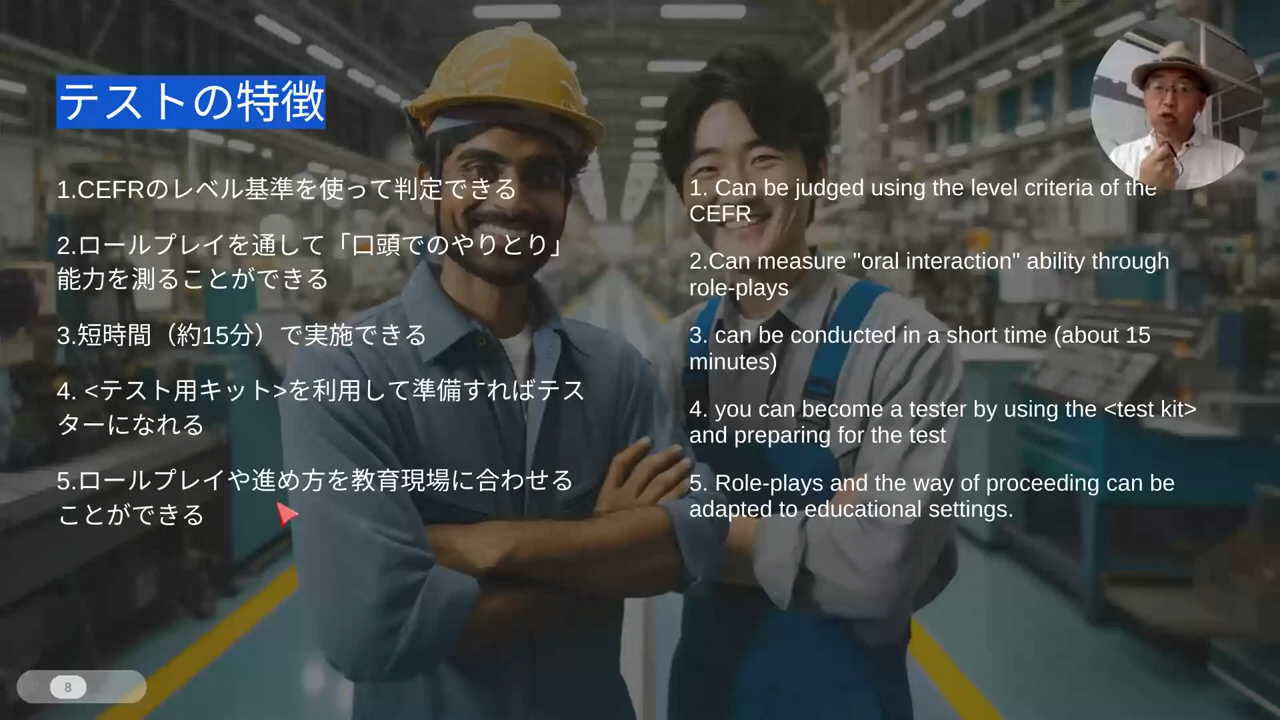 テストの特徴
1.CEFRのレベル基準を使って判定できる
2.ロールプレイを通して「口頭でのやりとり」
能力を測ることができる
3.短時間（約15分）で実施できる
4. <テスト用キット>を利用して準備すればテス
ターになれる
5.ロールプレイや進め方を教育現場に合わせる
ことができる
1. Can be judged using the level criteria of the
CEFR
2.Can measure "oral interaction" ability through
role-plays
3. can be conducted in a short time (about 15
minutes)
4. you can become a tester by using the <test kit>
and preparing for the test
5. Role-plays and the way of proceeding can be
adapted to educational settings.
8